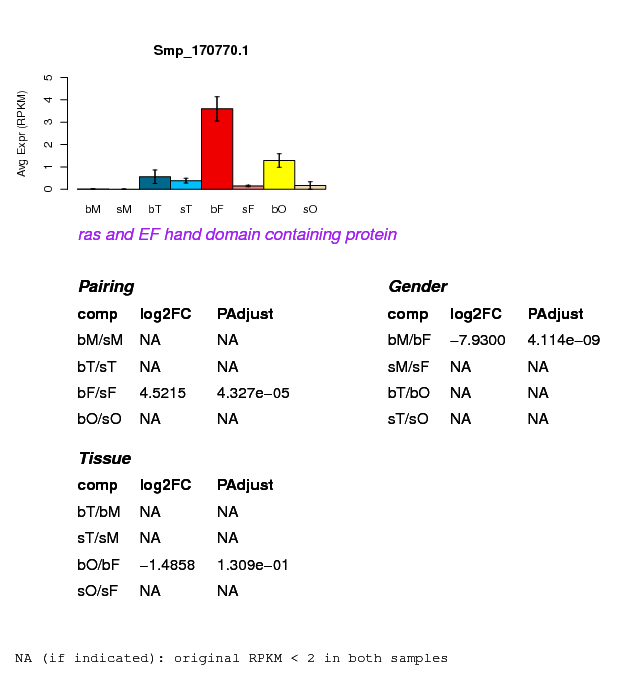 Smp_170770.1
Avg Expr (RPKM)
0 1 2 3 4 5
bM sM bT sT bF sF bO sO
ras and EF hand domain containing protein
Pairing
comp log2FC PAdjust
bM/sM NA NA
bT/sT NA NA
bF/sF 4.5215 4.327e−05
bO/sO NA NA
Gender
comp log2FC PAdjust
bM/bF −7.9300 4.114e−09
sM/sF NA NA
bT/bO NA NA
sT/sO NA NA
Tissue
comp log2FC PAdjust
bT/bM NA NA
sT/sM NA NA
bO/bF −1.4858 1.309e−01
sO/sF NA NA
NA (if indicated): original RPKM < 2 in both samples